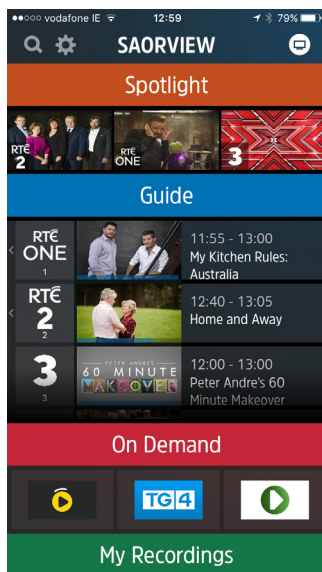 vodafone IE 12:59 79%
SAORVIEW
Spotlight
RTÉ
2
RTÉ
ONE
3
Guide
RTÉ
ONE
1
11:55 - 13:00
My Kitchen Rules:
Australia
RTÉ
2
2
12:40 - 13:05
Home and Away
3
3
PETER ANDRE'S
60 MINUTE
MAKEOVER
12:00 - 13:00
Peter Andre's 60
Minute Makeover
On Demand
TG4
My Recordings